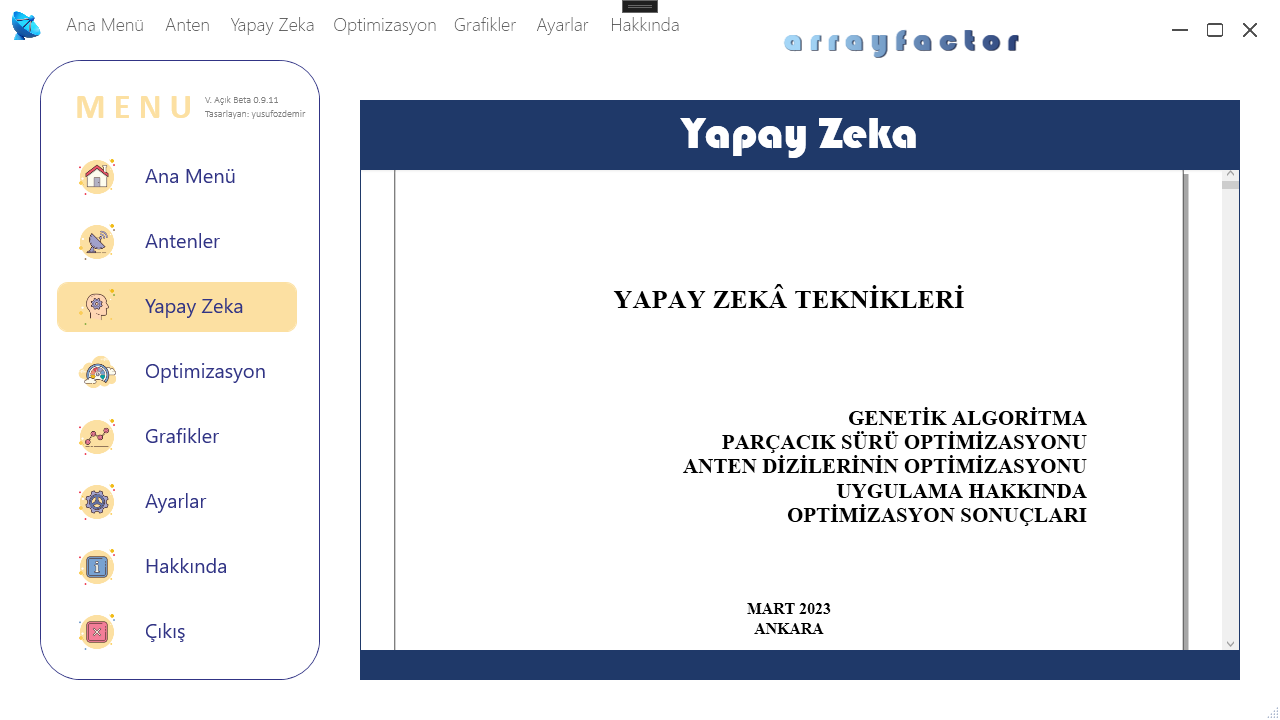 Ana Menü Anten Yapay Zeka Optimizasyon Grafikler Ayarlar Hakkında
arrayfactor
MENU
V. Açık Beta 0.9.11
Tasarlayan: yusufozdemir
Ana Menü
Antenler
Yapay Zeka
Optimizasyon
Grafikler
Ayarlar
Hakkında
Çıkış
Yapay Zeka
YAPAY ZEKÂ TEKNİKLERİ
GENETİK ALGORİTMA
PARÇACIK SÜRÜ OPTİMİZASYONU
ANTEN DİZİLERİNİN OPTİMİZASYONU
UYGULAMA HAKKINDA
OPTİMİZASYON SONUÇLARI
MART 2023
ANKARA